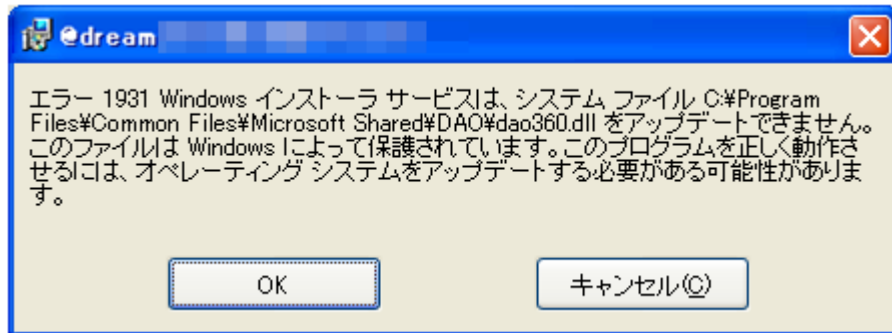 @dream
エラー 1931 Windows インストーラ サービスは、システム ファイル C:¥Program
Files¥Common Files¥Microsoft Shared¥DAO¥dao360.dll をアップデートできません。
このファイルは Windows によって保護されています。このプログラムを正しく動作さ
せるには、オペレーティング システムをアップデートする必要がある可能性がありま
す。
OK
キャンセル(C)